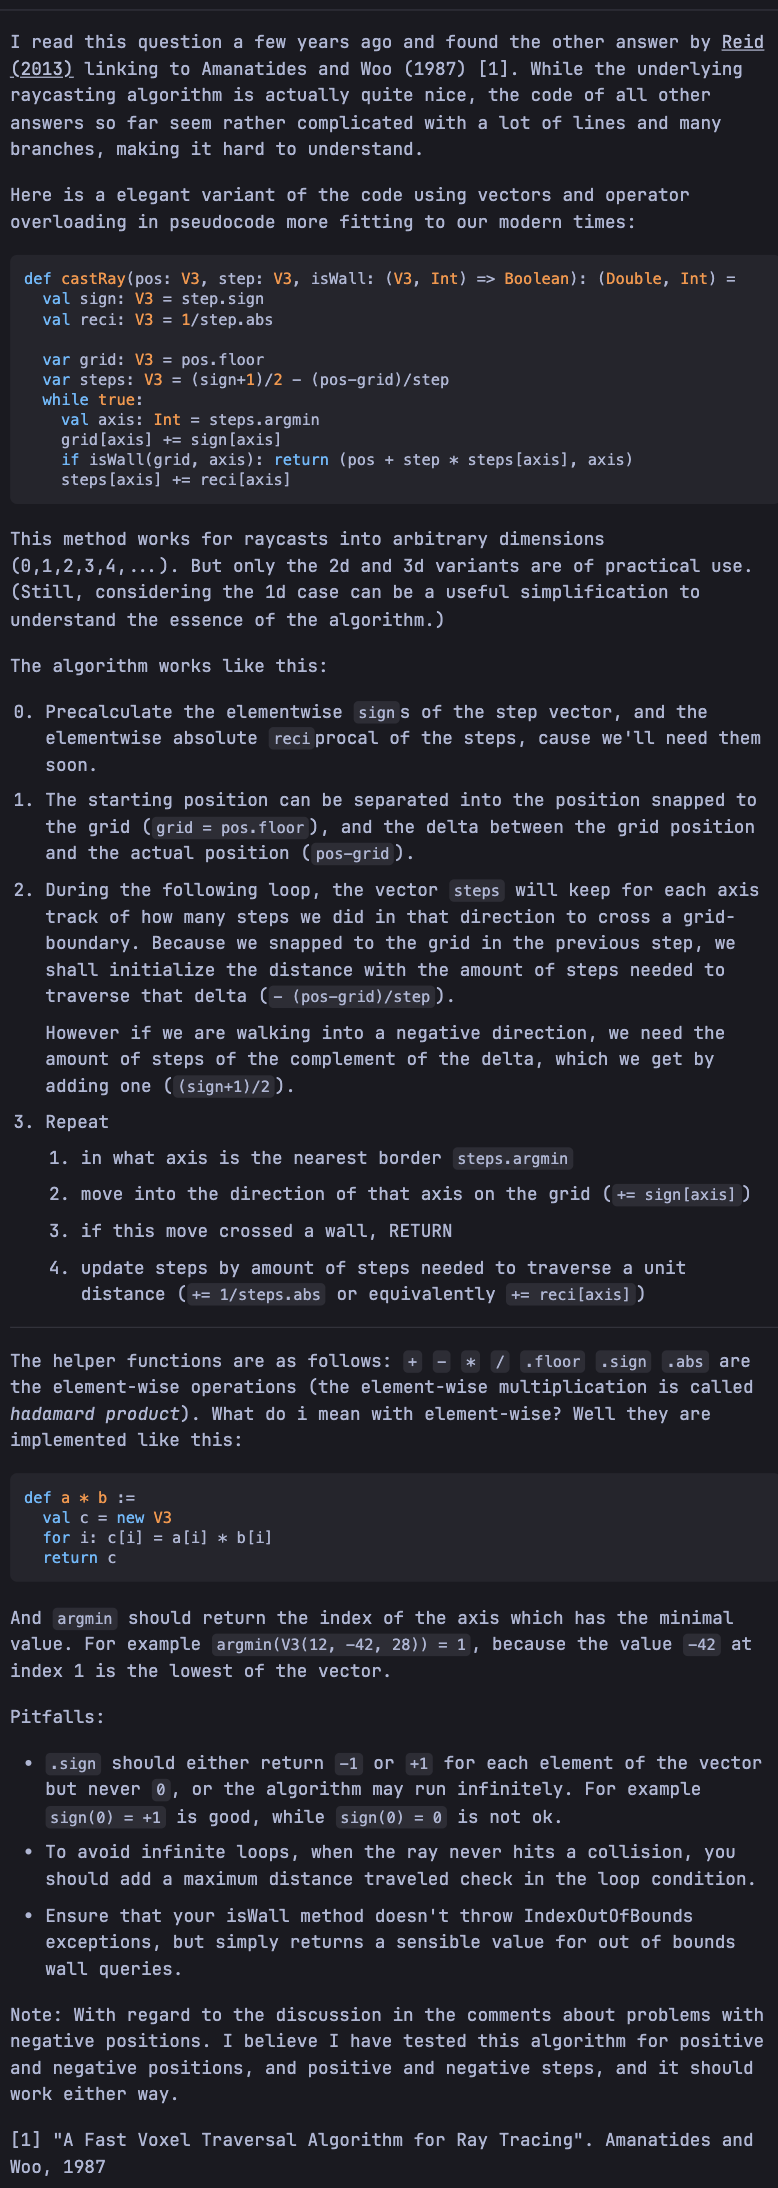 I read this question a few years ago and found the other answer by Reid
(2013) linking to Amanatides and Woo (1987) [1]. While the underlying
raycasting algorithm is actually quite nice, the code of all other
answers so far seem rather complicated with a lot of lines and many
branches, making it hard to understand.
Here is a elegant variant of the code using vectors and operator
overloading in pseudocode more fitting to our modern times:
def castRay(pos: V3, step: V3, isWall: (V3, Int) => Boolean): (Double, Int) =
  val sign: V3 = step.sign
  val reci: V3 = 1/step.abs
  var grid: V3 = pos.floor
  var steps: V3 = (sign+1)/2 - (pos-grid)/step
  while true:
    val axis: Int = steps.argmin
    grid[axis] += sign[axis]
    if isWall(grid, axis): return (pos + step * steps[axis], axis)
    steps[axis] += reci[axis]
This method works for raycasts into arbitrary dimensions
(0,1,2,3,4,...). But only the 2d and 3d variants are of practical use.
(Still, considering the 1d case can be a useful simplification to
understand the essence of the algorithm.)
The algorithm works like this:
0. Precalculate the elementwise signs of the step vector, and the
elementwise absolute reciprocal of the steps, cause we'll need them
soon.
1. The starting position can be separated into the position snapped to
the grid (grid = pos.floor), and the delta between the grid position
and the actual position (pos-grid).
2. During the following loop, the vector steps will keep for each axis
track of how many steps we did in that direction to cross a grid-
boundary. Because we snapped to the grid in the previous step, we
shall initialize the distance with the amount of steps needed to
traverse that delta (- (pos-grid)/step).
However if we are walking into a negative direction, we need the
amount of steps of the complement of the delta, which we get by
adding one ((sign+1)/2).
3. Repeat
1. in what axis is the nearest border steps.argmin
2. move into the direction of that axis on the grid (+= sign[axis])
3. if this move crossed a wall, RETURN
4. update steps by amount of steps needed to traverse a unit
distance (+= 1/steps.abs or equivalently += reci[axis])
The helper functions are as follows: + - * / .floor .sign .abs are
the element-wise operations (the element-wise multiplication is called
hadamard product). What do i mean with element-wise? Well they are
implemented like this:
def a * b :=
  val c = new V3
  for i: c[i] = a[i] * b[i]
  return c
And argmin should return the index of the axis which has the minimal
value. For example argmin(V3(12, -42, 28)) = 1, because the value -42 at
index 1 is the lowest of the vector.
Pitfalls:
• .sign should either return -1 or +1 for each element of the vector
but never 0, or the algorithm may run infinitely. For example
sign(0) = +1 is good, while sign(0) = 0 is not ok.
• To avoid infinite loops, when the ray never hits a collision, you
should add a maximum distance traveled check in the loop condition.
• Ensure that your isWall method doesn't throw IndexOutOfBounds
exceptions, but simply returns a sensible value for out of bounds
wall queries.
Note: With regard to the discussion in the comments about problems with
negative positions. I believe I have tested this algorithm for positive
and negative positions, and positive and negative steps, and it should
work either way.
[1] "A Fast Voxel Traversal Algorithm for Ray Tracing". Amanatides and
Woo, 1987